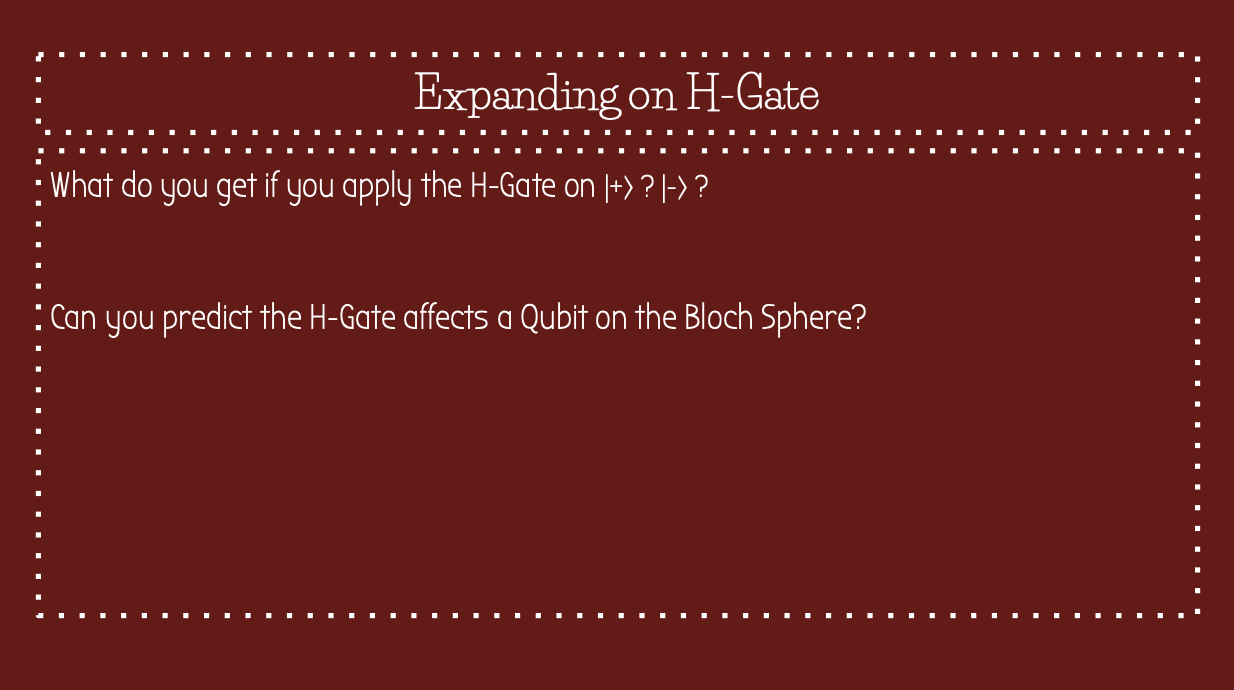 Expanding on H-Gate
What do you get if you apply the H-Gate on |+⟩ ? |-⟩ ?
Can you predict the H-Gate affects a Qubit on the Bloch Sphere?